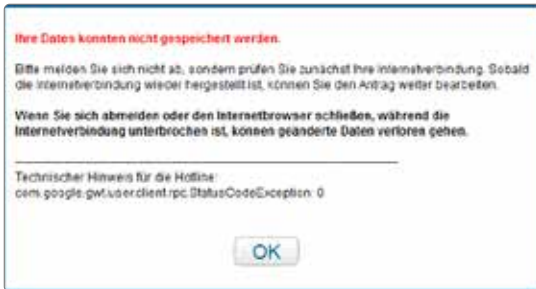 Ihre Daten konnten nicht gespeichert werden.
Bitte melden Sie sich nicht ab, sondern prüfen Sie zunächst Ihre Internetverbindung. Sobald
die Internetverbindung wieder hergestellt ist, können Sie den Antrag weiter bearbeiten.
Wenn Sie sich abmelden oder den Internetbrowser schließen, während die
Internetverbindung unterbrochen ist, können geänderte Daten verloren gehen.
Technischer Hinweis für die Hotline:
com.google.gwt.user.client.rpc.StatusCodeException: 0
OK